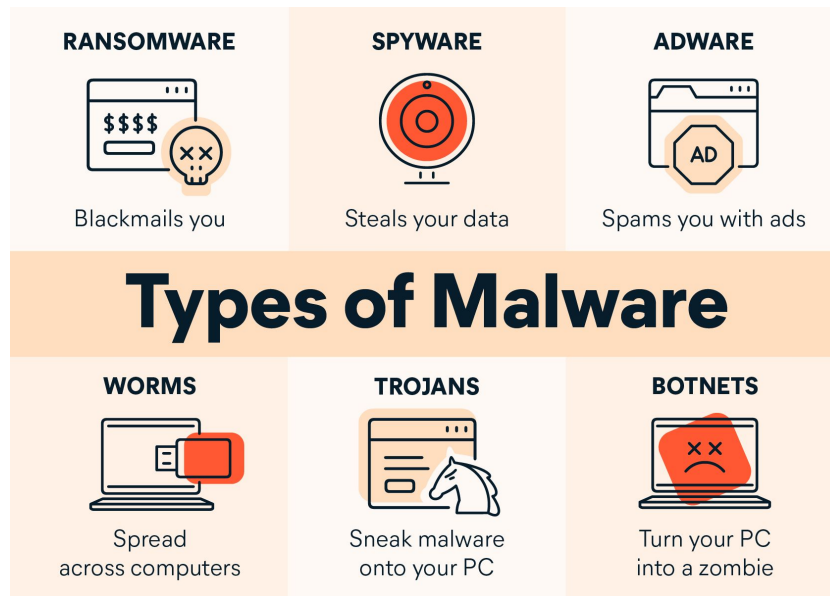 RANSOMWARE
SPYWARE
ADWARE
$$$$
AD
Blackmails you
Steals your data
Spams you with ads
Types of Malware
WORMS
TROJANS
BOTNETS
Spread
across computers
Sneak malware
onto your PC
Turn your PC
into a zombie